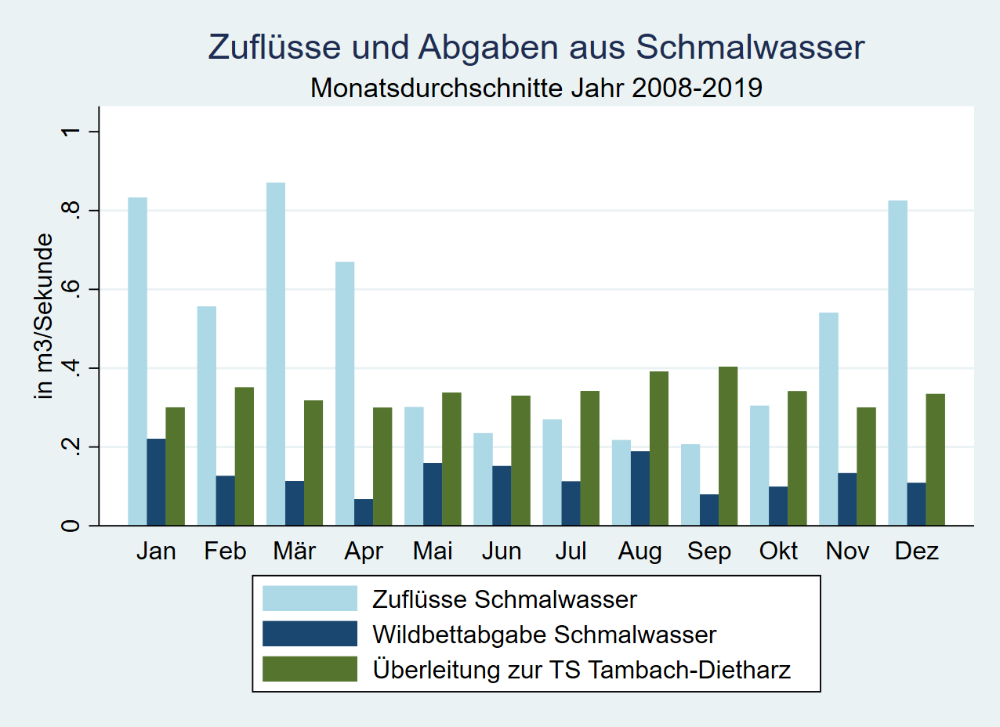 Zuflüsse und Abgaben aus Schmalwasser
Monatsdurchschnitte Jahr 2008-2019
in m3/Sekunde
1
.8
.6
.4
.2
0
Jan Feb Mär Apr Mai Jun Jul Aug Sep Okt Nov Dez
Zuflüsse Schmalwasser
Wildbettabgabe Schmalwasser
Überleitung zur TS Tambach-Dietharz